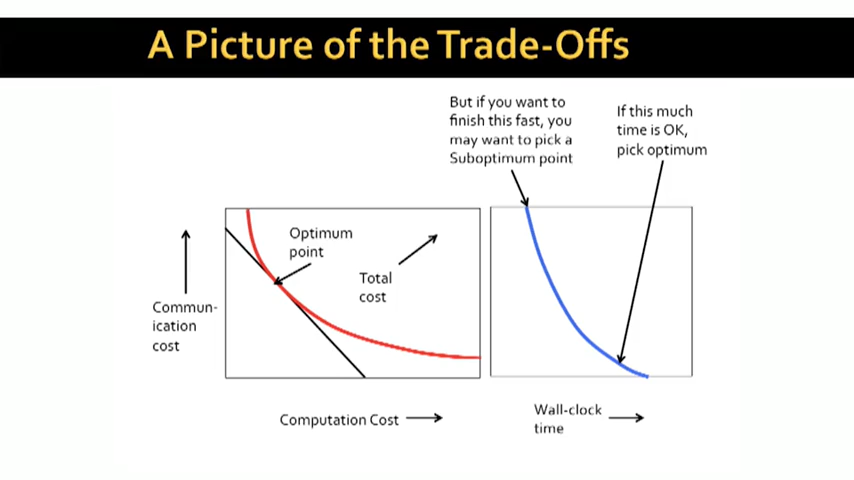 A Picture of the Trade-Offs
But if you want to
finish this fast, you
may want to pick a
Suboptimum point
If this much
time is OK,
pick optimum
Optimum
point
Total
cost
Commun-
ication
cost
Computation Cost
Wall-clock
time